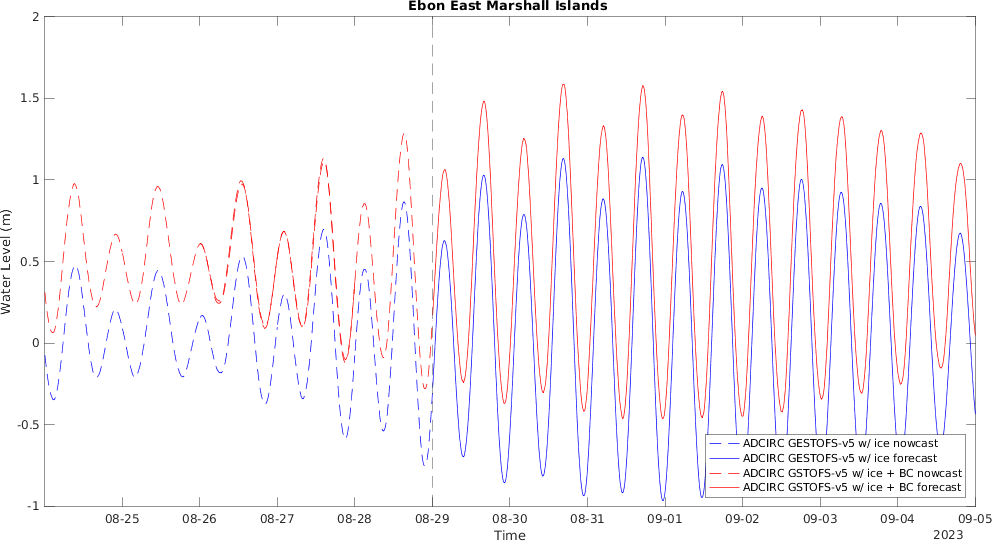 Ebon East Marshall Islands
2
1.5
1
0.5
0
-0.5
-1
Water Level (m)
ADCIRC GESTOFS-v5 w/ ice nowcast
ADCIRC GESTOFS-v5 w/ ice forecast
ADCIRC GSTOFS-v5 w/ ice + BC nowcast
ADCIRC GSTOFS-v5 w/ ice + BC forecast
08-25 08-26 08-27 08-28 08-29 08-30 08-31 09-01 09-02 09-03 09-04 09-05
Time
2023